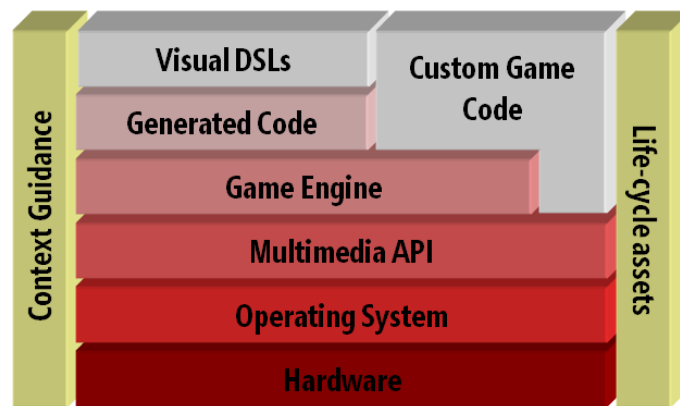 Context Guidance
Visual DSLs
Custom Game
Code
Generated Code
Game Engine
Multimedia API
Operating System
Hardware
Life-cycle assets